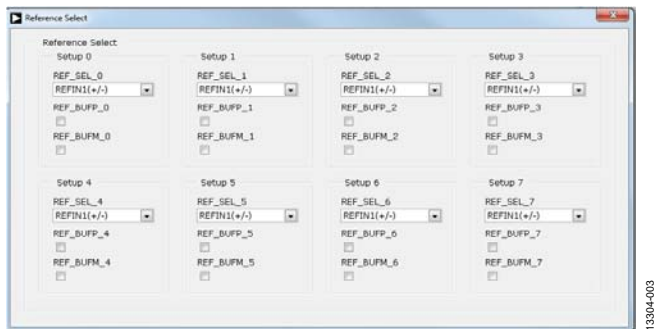 Reference Select
Reference Select
Setup 0
REF_SEL_0
REFIN1(+/-)
REF_BUFP_0
REF_BUFM_0
Setup 1
REF_SEL_1
REFIN1(+/-)
REF_BUFP_1
REF_BUFM_1
Setup 2
REF_SEL_2
REFIN1(+/-)
REF_BUFP_2
REF_BUFM_2
Setup 3
REF_SEL_3
REFIN1(+/-)
REF_BUFP_3
REF_BUFM_3
Setup 4
REF_SEL_4
REFIN1(+/-)
REF_BUFP_4
REF_BUFM_4
Setup 5
REF_SEL_5
REFIN1(+/-)
REF_BUFP_5
REF_BUFM_5
Setup 6
REF_SEL_6
REFIN1(+/-)
REF_BUFP_6
REF_BUFM_6
Setup 7
REF_SEL_7
REFIN1(+/-)
REF_BUFP_7
REF_BUFM_7
13304-003